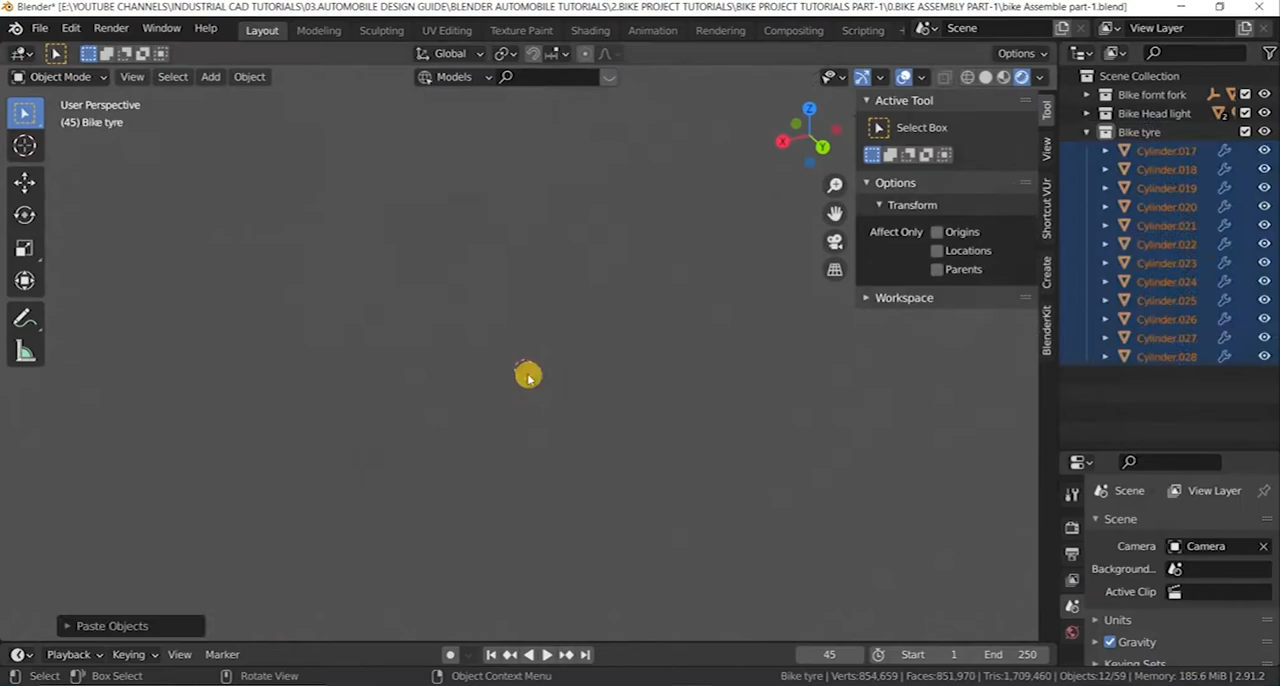 Blender* [E:\YOUTUBE CHANNELS\INDUSTRIAL CAD TUTORIALS\03.AUTOMOBILE DESIGN GUIDE\BLENDER AUTOMOBILE TUTORIALS\2.BIKE PROJECT TUTORIALS\BIKE PROJECT TUTORIALS PART-1\0.BIKE ASSEMBLY PART-1\bike Assemble part-1.blend]
File Edit Render Window Help Layout Modeling Sculpting UV Editing Texture Paint Shading Animation Rendering Compositing Scripting Scene View Layer
Global Options
Object Mode View Select Add Object Models
User Perspective
(45) Bike tyre
Active Tool
Select Box
Options
Transform
Affect Only Origins
Locations
Parents
Workspace
Tool
View
Shortcut VUr
Create
BlenderKit
X
Y
Z
Scene Collection
BIke fornt fork
Bike Head light
2
Bike tyre
Cylinder.017
Cylinder.018
Cylinder.019
Cylinder.020
Cylinder.021
Cylinder.022
Cylinder.023
Cylinder.024
Cylinder.025
Cylinder.026
Cylinder.027
Cylinder.028
Scene View Layer
Scene
Camera Camera
Background...
Active Clip
Units
Gravity
Keying Sets
Paste Objects
Playback Keying View Marker 45 Start 1 End 250
Select Box Select Rotate View Object Context Menu Bike tyre | Verts:854,659 | Faces:851,970 | Tris:1,709,460 | Objects:12/59 | Memory: 185.6 MiB | 2.91.2